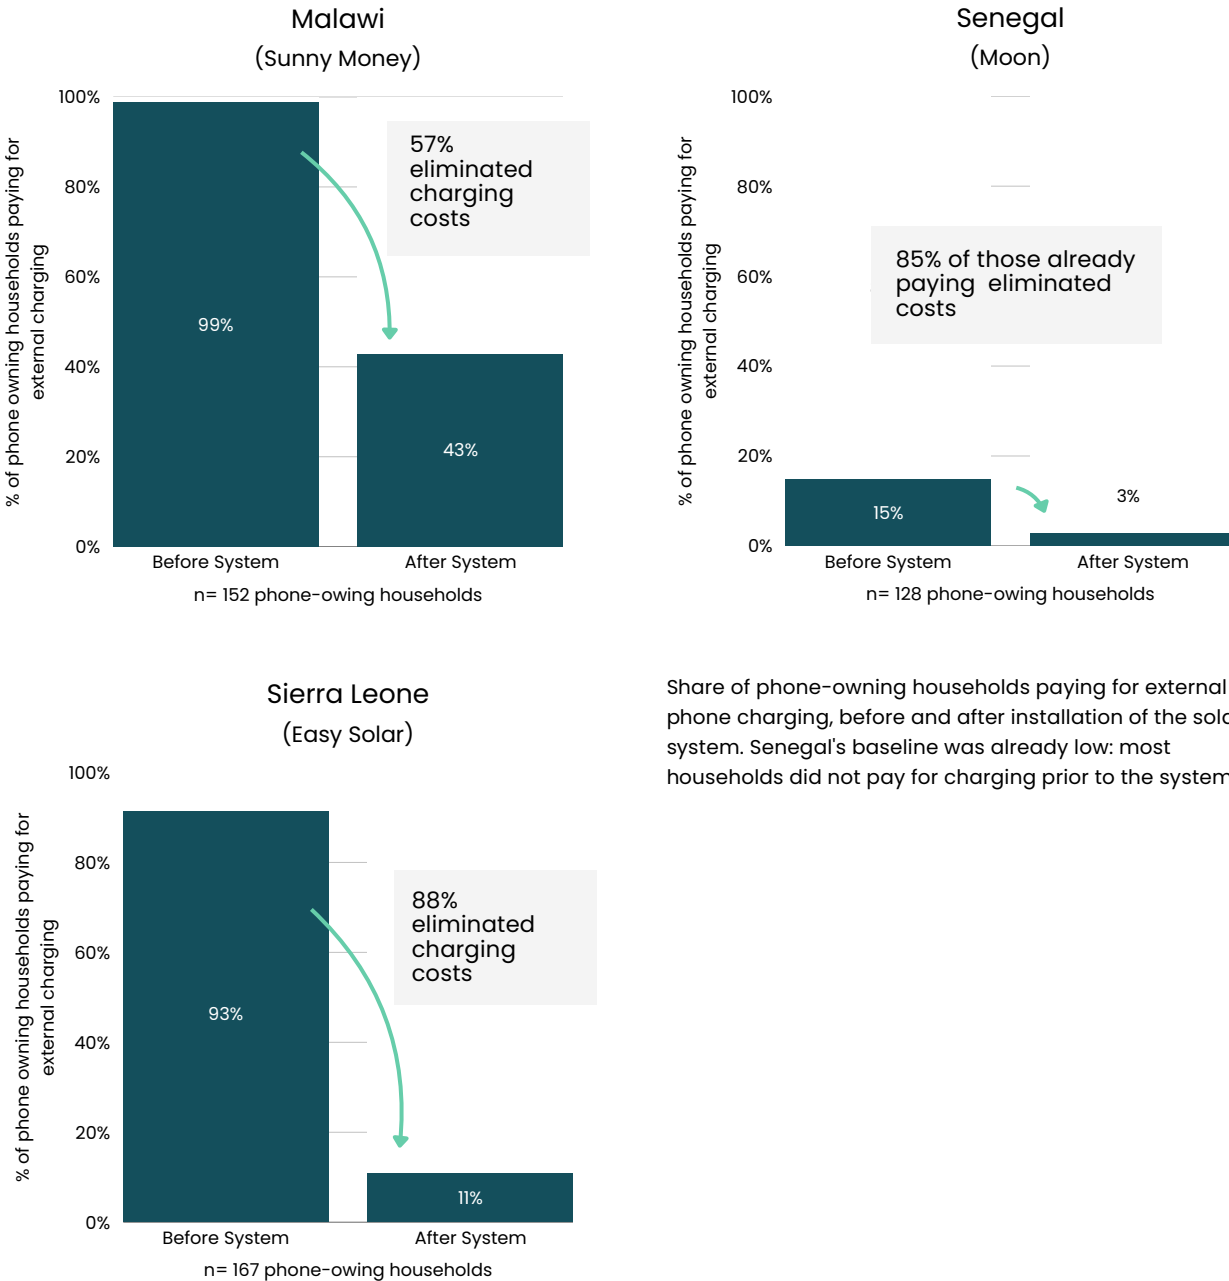 Malawi
(Sunny Money)
% of phone owning households paying for
external charging
100%
80%
60%
40%
20%
0%
99%
43%
57%
eliminated
charging
costs
Before System
After System
n= 152 phone-owing households
Senegal
(Moon)
% of phone owning households paying for
external charging
100%
80%
60%
40%
20%
0%
85% of those already
paying eliminated
costs
15%
3%
Before System
After System
n= 128 phone-owing households
Sierra Leone
(Easy Solar)
% of phone owning households paying for
external charging
100%
80%
60%
40%
20%
0%
93%
11%
88%
eliminated
charging
costs
Before System
After System
n= 167 phone-owing households
Share of phone-owning households paying for external
phone charging, before and after installation of the
system. Senegal's baseline was already low: most
households did not pay for charging prior to the system